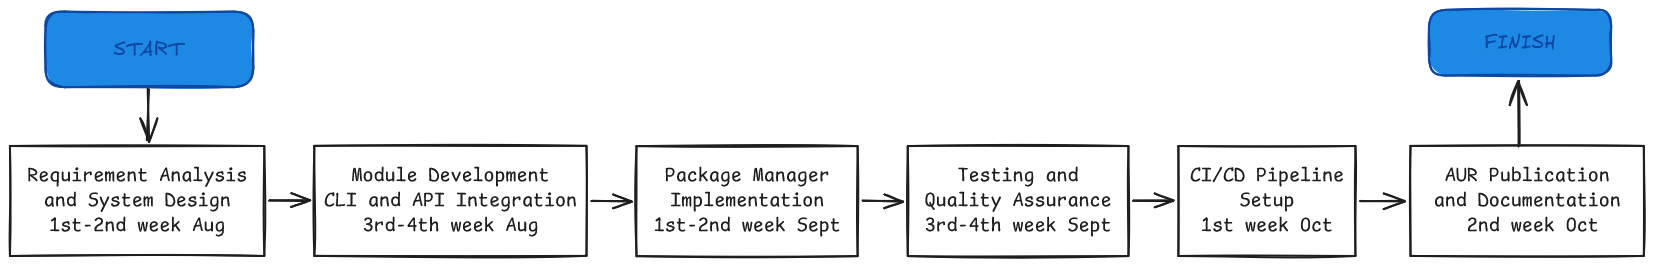 START
FINISH
Requirement Analysis
and System Design
1st-2nd week Aug
Module Development
CLI and API Integration
3rd-4th week Aug
Package Manager
Implementation
1st-2nd week Sept
Testing and
Quality Assurance
3rd-4th week Sept
CI/CD Pipeline
Setup
1st week Oct
AUR Publication
and Documentation
2nd week Oct